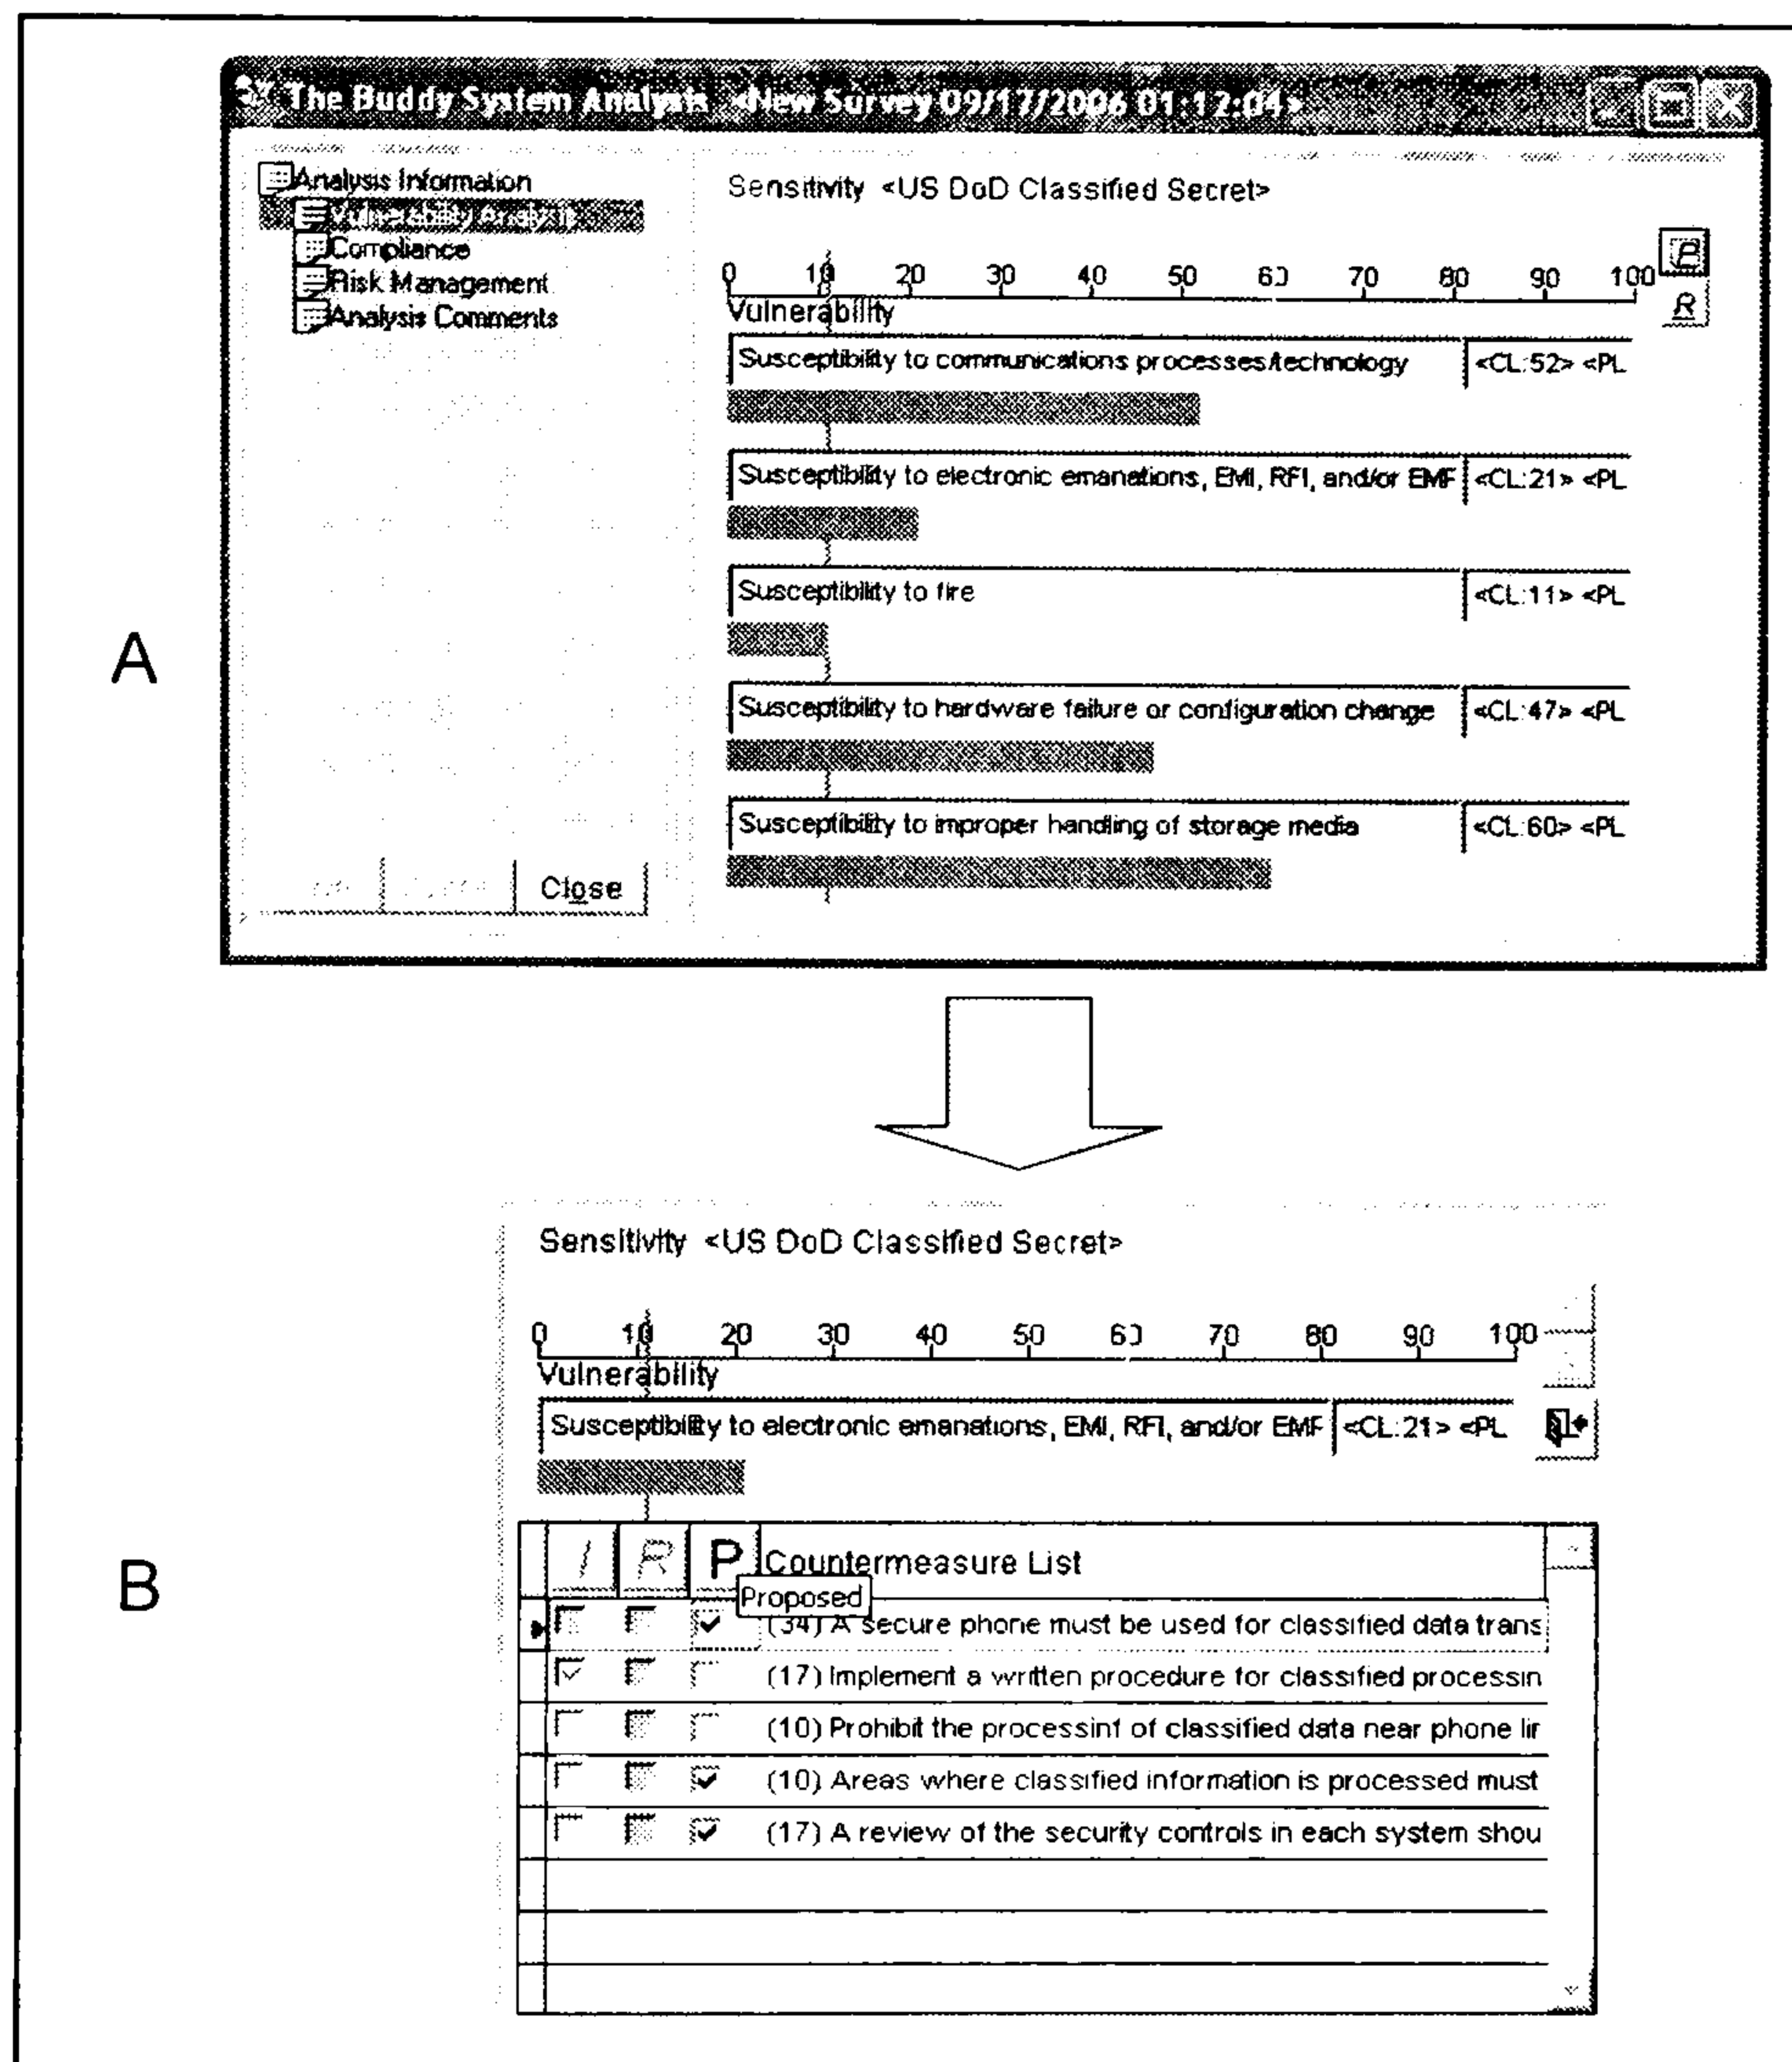 The Buddy System Analysis <New Survey 09/17/2006 01:12:04>
Analysis Information
Vulnerability Analysis
Compliance
Risk Management
Analysis Comments
Close
Sensitivity <US DoD Classified Secret>
0 10 20 30 40 50 60 70 80 90 100
P
R
Vulnerability
Susceptibility to communications processes/technology <CL:52> <PL
Susceptibility to electronic emanations, EMI, RFI, and/or EMF <CL:21> <PL
Susceptibility to fire <CL:11> <PL
Susceptibility to hardware failure or configuration change <CL:47> <PL
Susceptibility to improper handling of storage media <CL:60> <PL
A
Sensitivity <US DoD Classified Secret>
0 10 20 30 40 50 60 70 80 90 100
Vulnerability
Susceptibility to electronic emanations, EMI, RFI, and/or EMF <CL:21> <PL
I R P Countermeasure List
Proposed
(34) A secure phone must be used for classified data trans
(17) Implement a written procedure for classified processin
(10) Prohibit the processinf of classified data near phone lir
(10) Areas where classified information is processed must
(17) A review of the security controls in each system shou
B